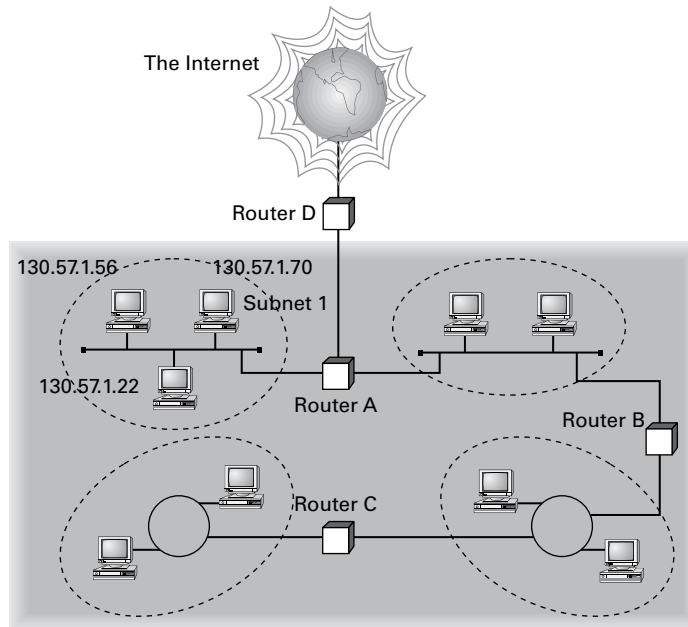 The Internet
Router D
130.57.1.56
130.57.1.70
Subnet 1
130.57.1.22
Router A
Router B
Router C